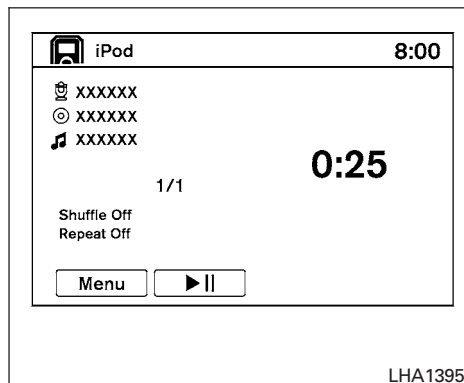 iPod 8:00
XXXXXX
XXXXXX
XXXXXX
0:25
1/1
Shuffle Off
Repeat Off
Menu
LHA1395